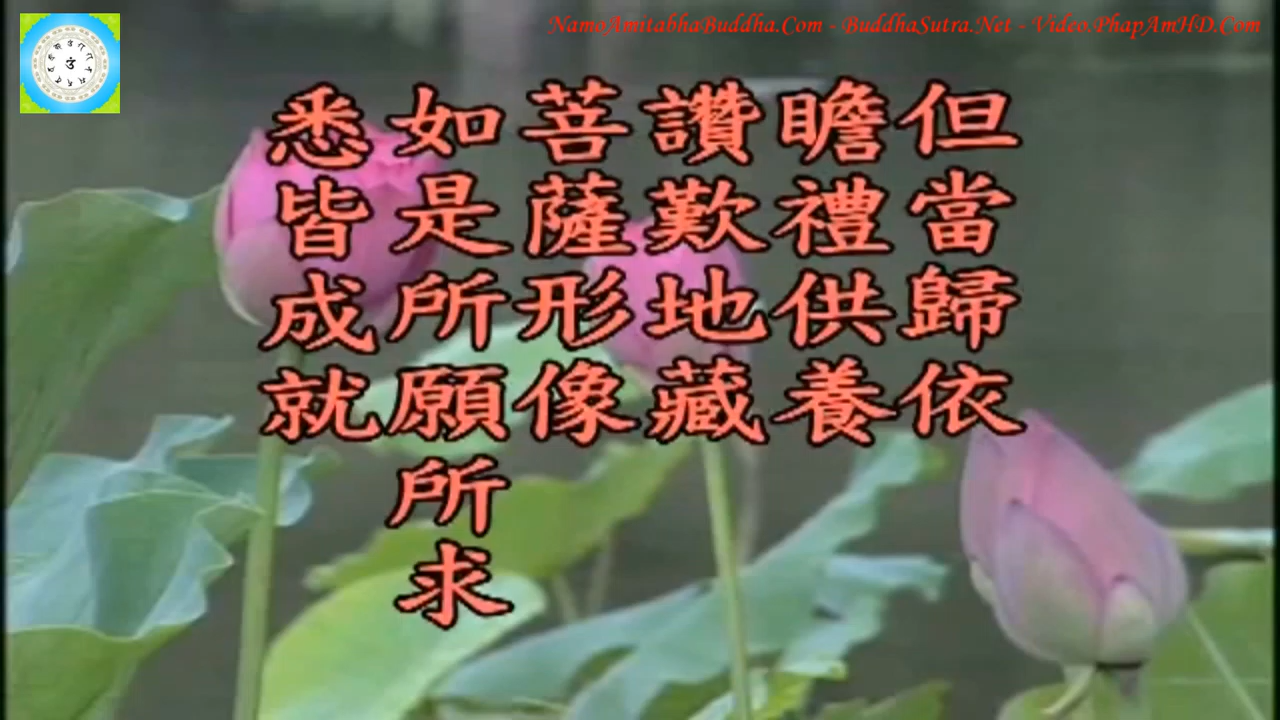 NamoAmitabhaBuddha.Com - BuddhaSutra.Net - Video.PhapAmHD.Com
但當歸依
瞻禮供養
讚歎地藏
菩薩形像
如是所願所求
悉皆成就